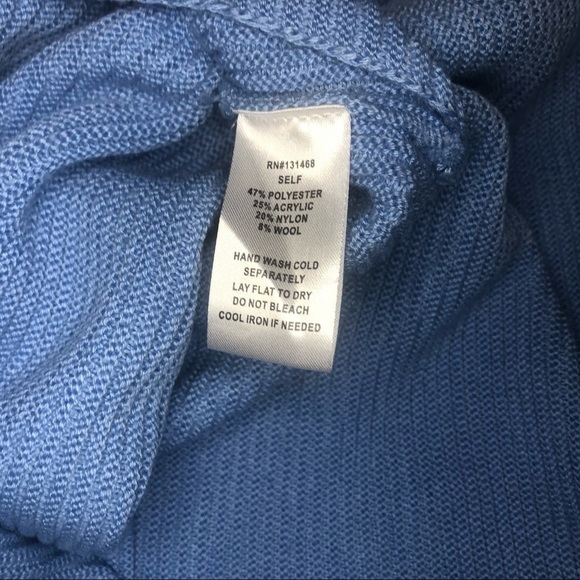 RN#131468
SELF
47% POLYESTER
25% ACRYLIC
20% NYLON
8% WOOL
HAND WASH COLD
SEPARATELY
LAY FLAT TO DRY
DO NOT BLEACH
COOL IRON IF NEEDED